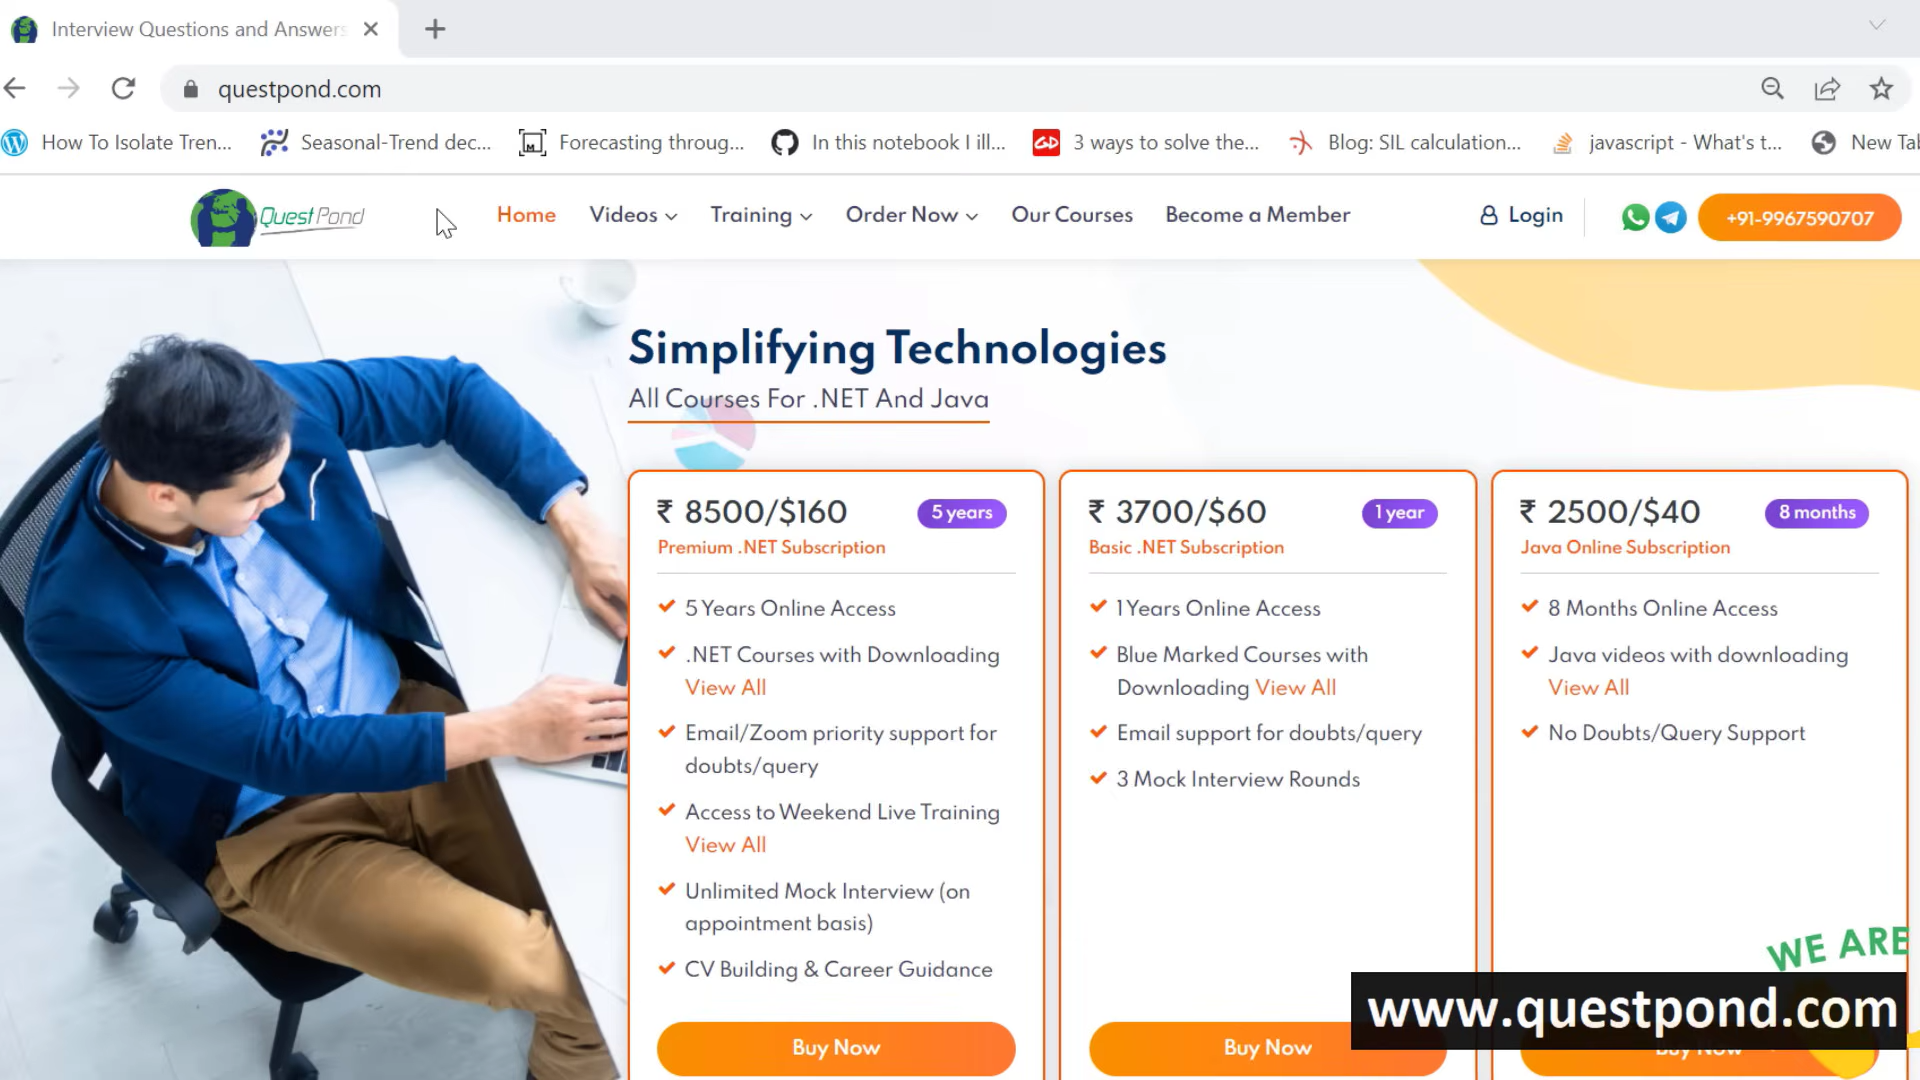 Interview Questions and Answers
questpond.com
How To Isolate Tren...
Seasonal-Trend dec...
Forecasting throug...
In this notebook I ill...
3 ways to solve the...
Blog: SIL calculation...
javascript - What's t...
New Tab
QuestPond
Home
Videos
Training
Order Now
Our Courses
Become a Member
Login
+91-9967590707
Simplifying Technologies
All Courses For .NET And Java
₹ 8500/$160
5 years
Premium .NET Subscription
5 Years Online Access
.NET Courses with Downloading
View All
Email/Zoom priority support for
doubts/query
Access to Weekend Live Training
View All
Unlimited Mock Interview (on
appointment basis)
CV Building & Career Guidance
Buy Now
₹ 3700/$60
1 year
Basic .NET Subscription
1 Years Online Access
Blue Marked Courses with
Downloading View All
Email support for doubts/query
3 Mock Interview Rounds
Buy Now
₹ 2500/$40
8 months
Java Online Subscription
8 Months Online Access
Java videos with downloading
View All
No Doubts/Query Support
WE ARE
www.questpond.com
Buy Now